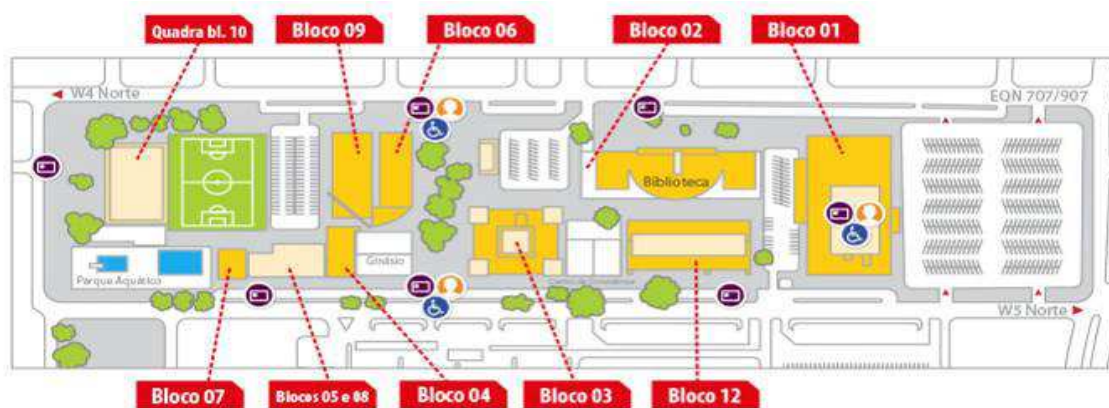 Quadra bl. 10
Bloco 09
Bloco 06
Bloco 02
Bloco 01
W4 Norte
EQN 707/907
Biblioteca
Ginásio
Parque Aquático
W5 Norte
Bloco 07
Blocos 05 e 08
Bloco 04
Bloco 03
Bloco 12